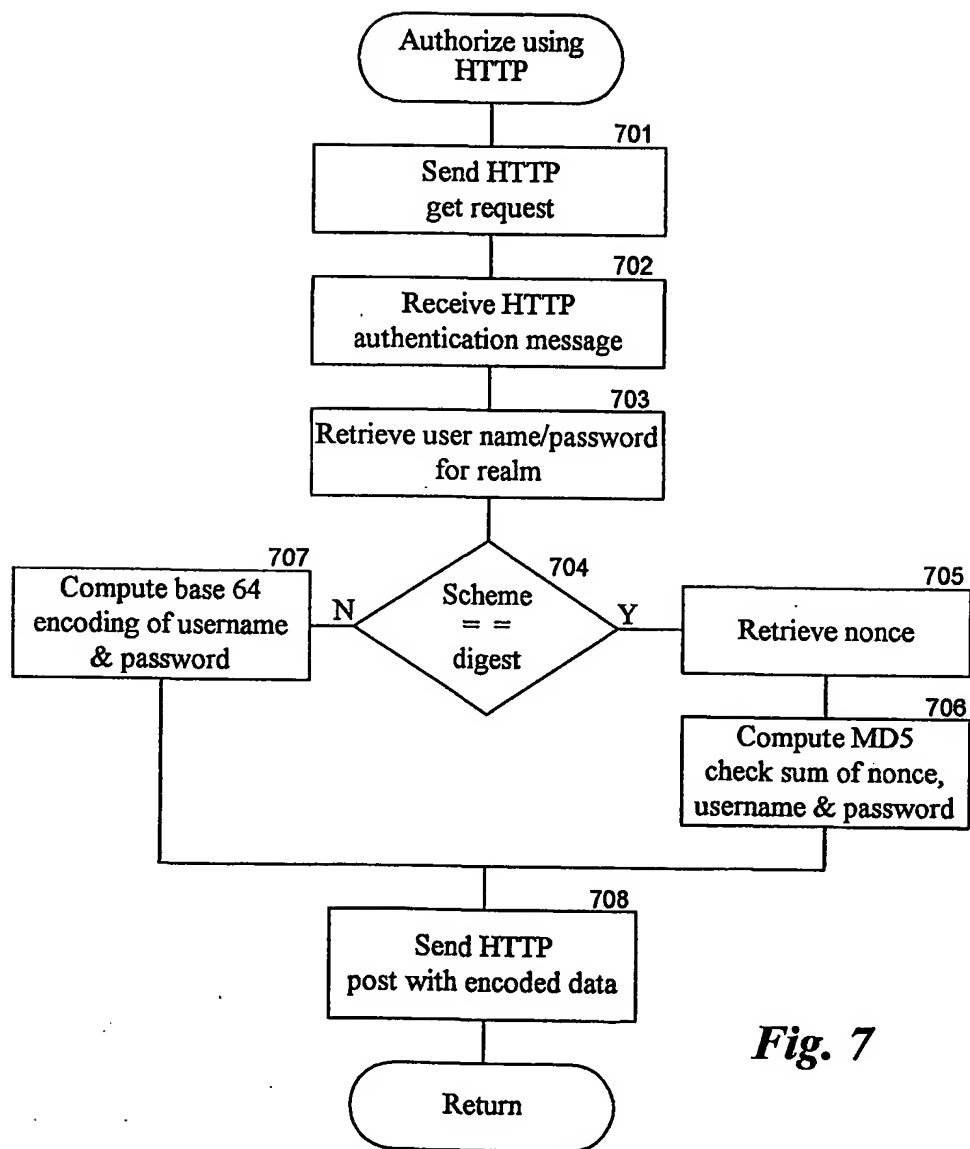 Authorize using
HTTP
701
Send HTTP
get request
702
Receive HTTP
authentication message
703
Retrieve user name/password
for realm
704
Scheme
= =
digest
N
Y
707
Compute base 64
encoding of username
& password
705
Retrieve nonce
706
Compute MD5
check sum of nonce,
username & password
708
Send HTTP
post with encoded data
Return
Fig. 7